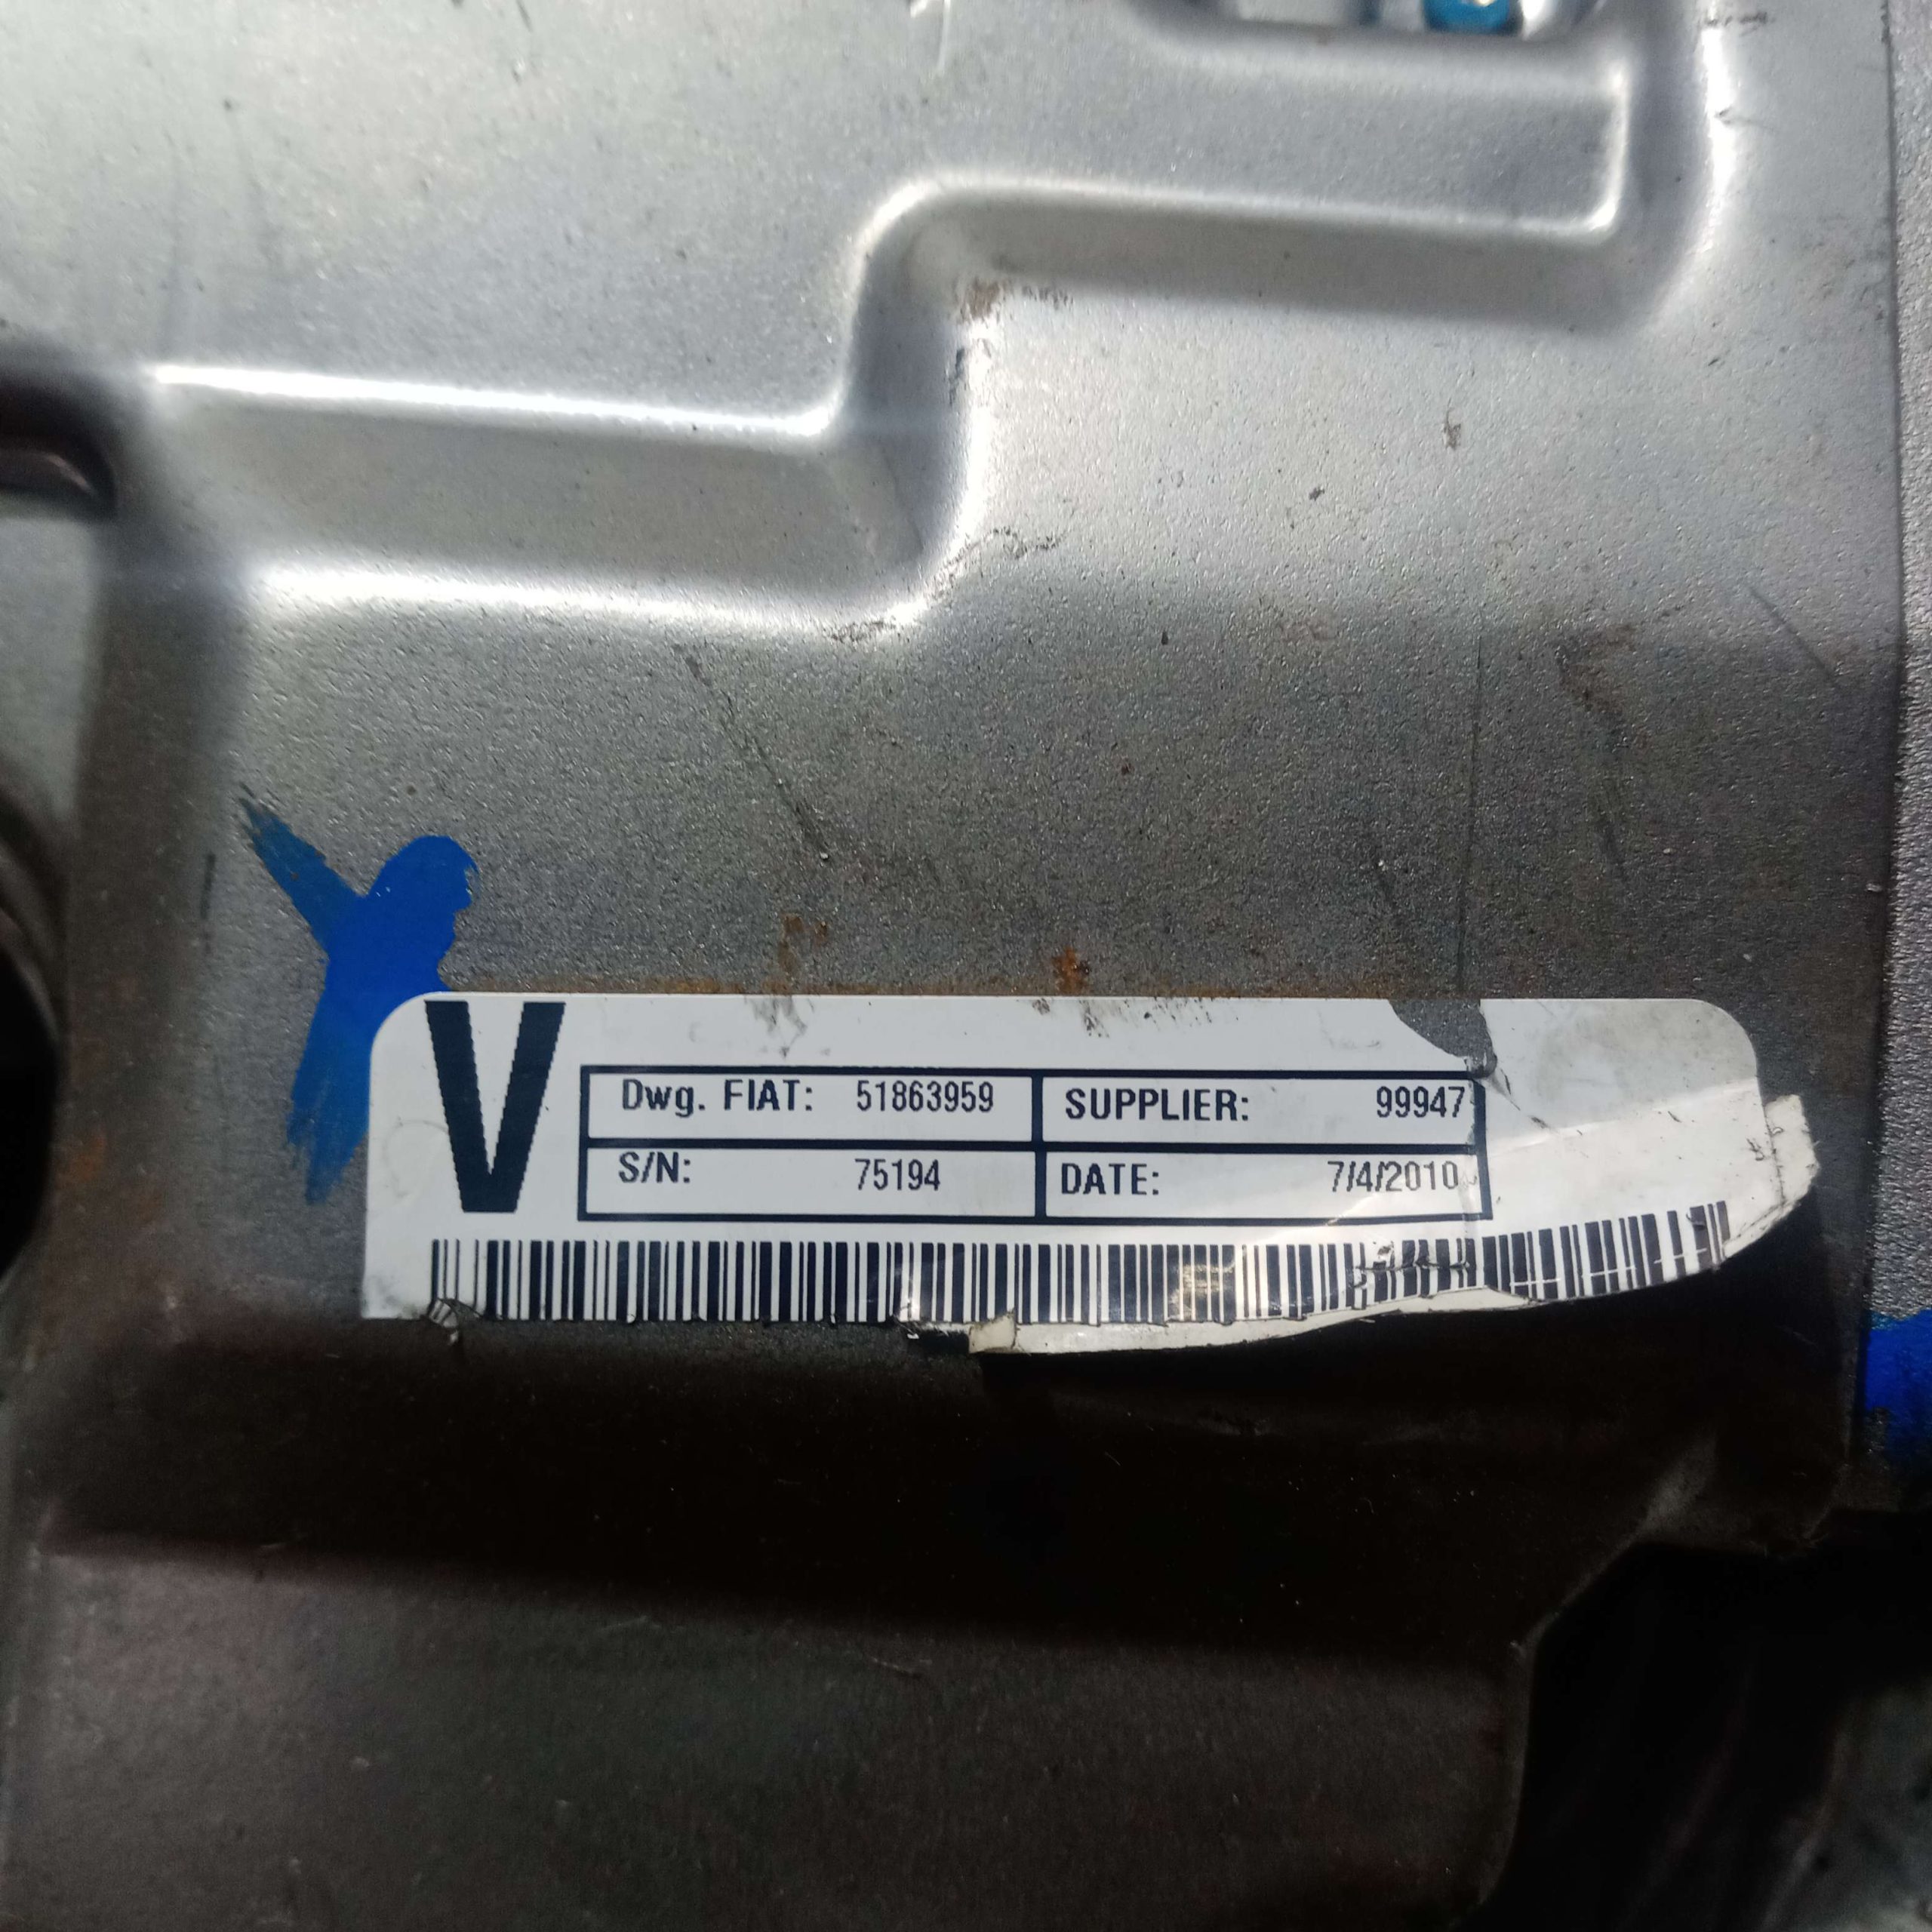 V
Dwg. FIAT: 51863959 SUPPLIER: 99947
S/N: 75194 DATE: 7/4/2010